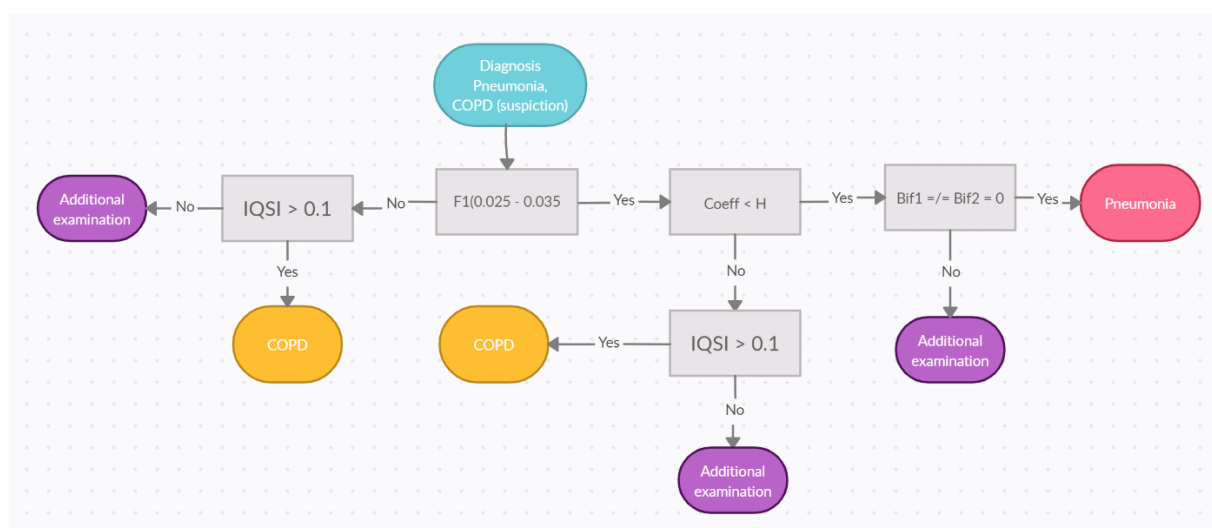 Diagnosis
Pneumonia,
COPD (suspiction)
Additional
examination
No
IQSI > 0.1
No
F1(0.025 - 0.035
Yes
Coeff < H
Yes
Bif1 =/= Bif2 = 0
Yes
Pneumonia
Yes
No
No
COPD
COPD
Yes
IQSI > 0.1
Additional
examination
No
Additional
examination